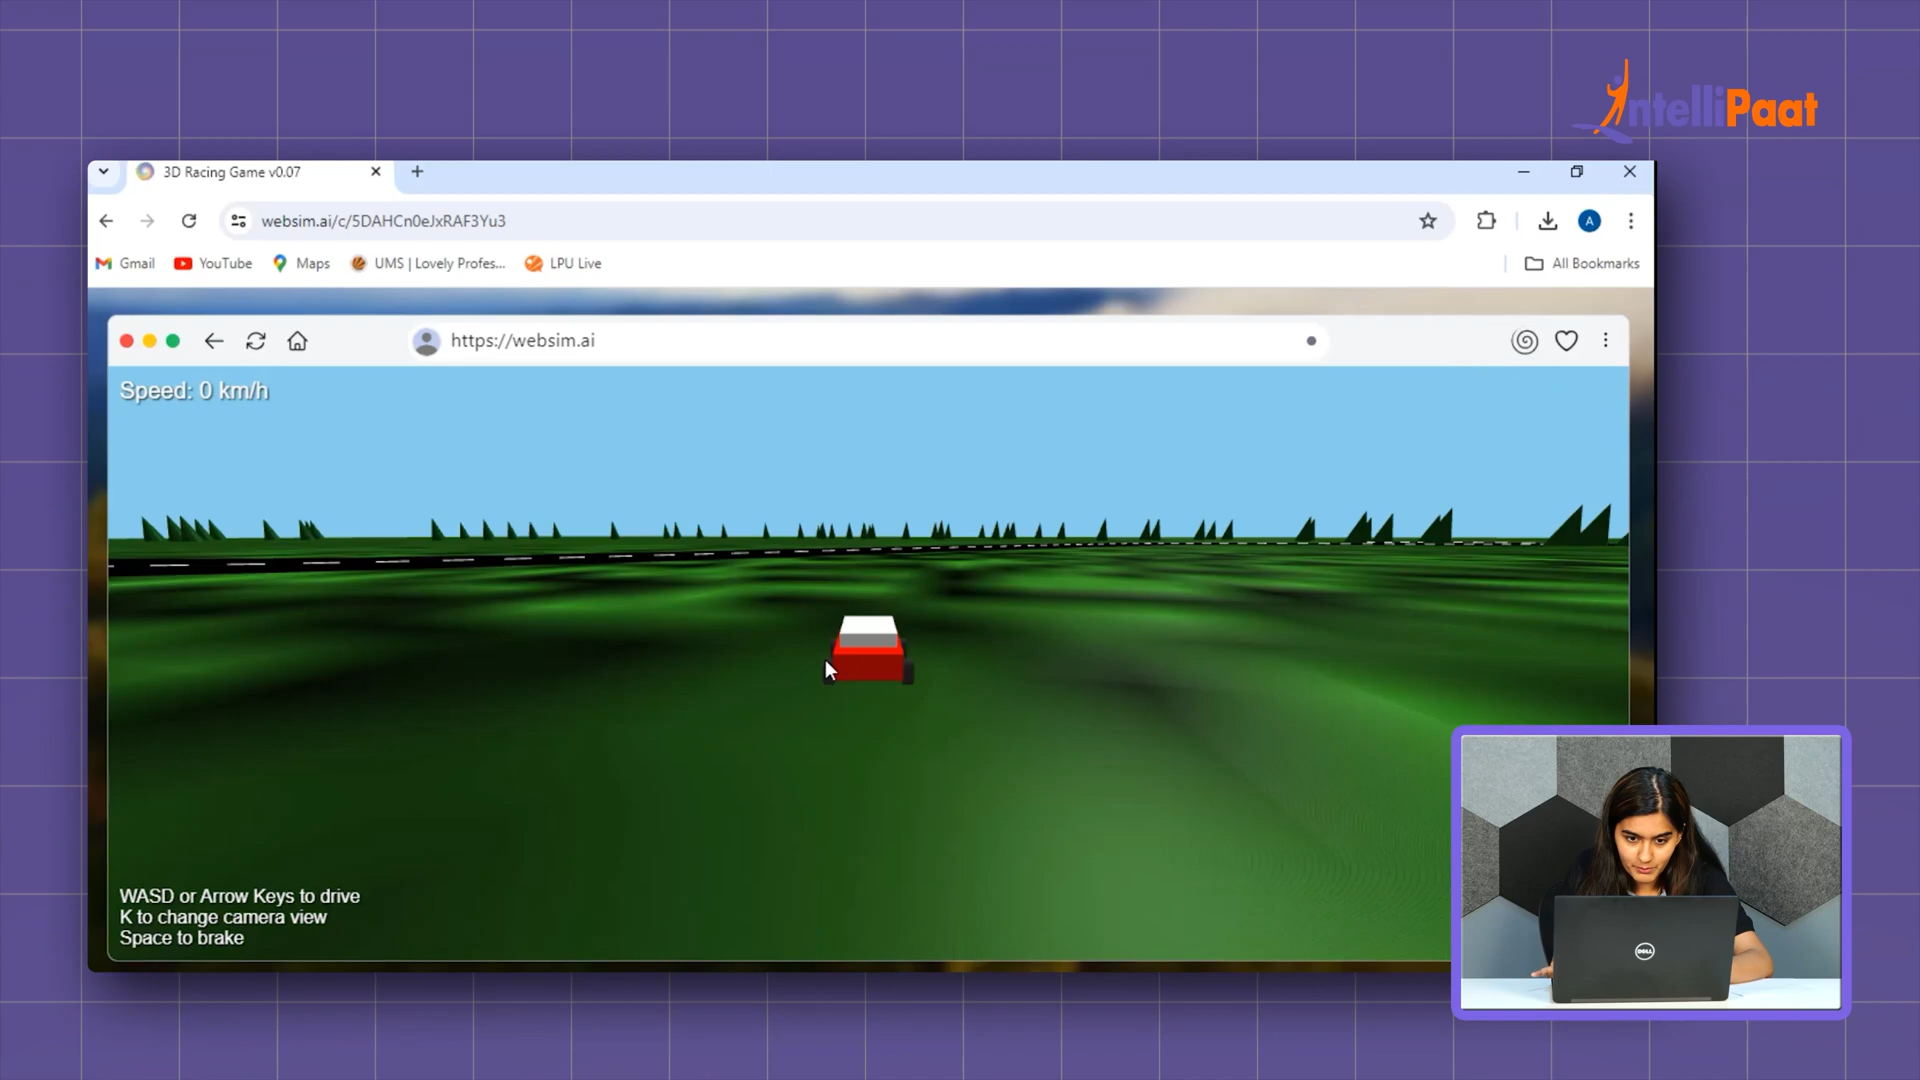 IntelliPaat
3D Racing Game v0.07
websim.ai/c/5DAHCn0eJxRAF3Yu3
A
Gmail
YouTube
Maps
UMS | Lovely Profes...
LPU Live
All Bookmarks
https://websim.ai
Speed: 0 km/h
WASD or Arrow Keys to drive
K to change camera view
Space to brake
DELL